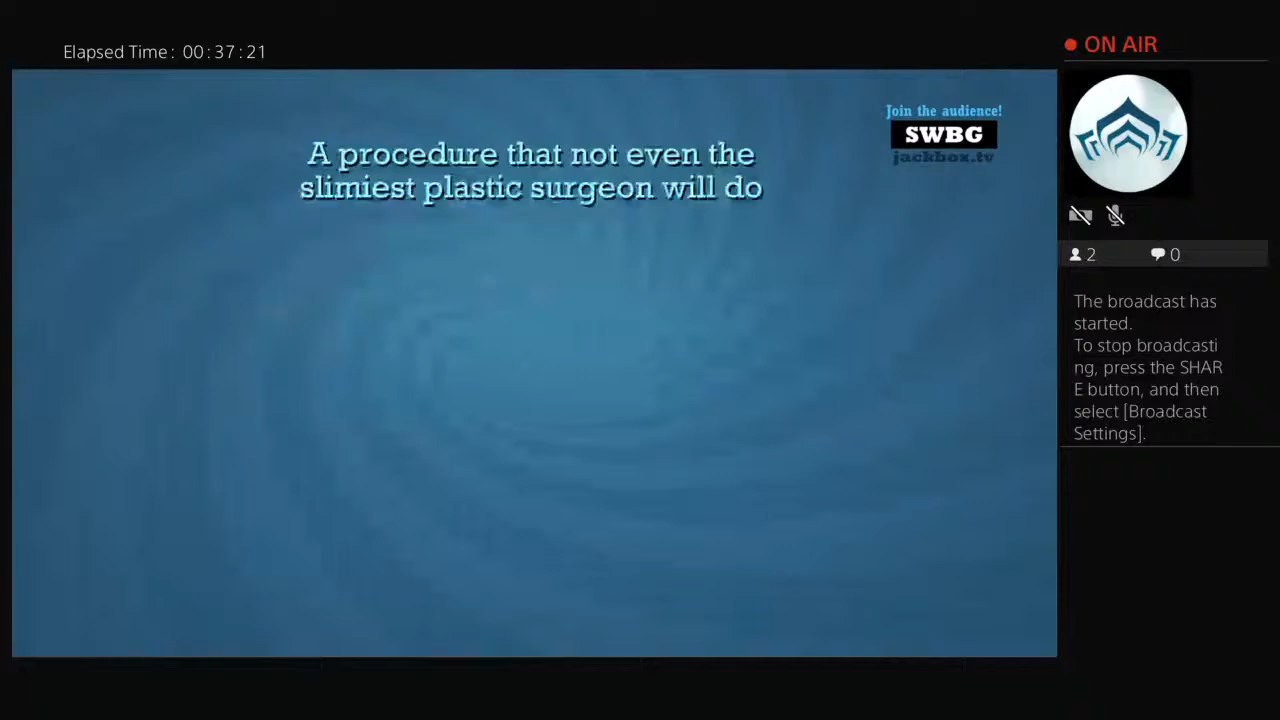 Elapsed Time: 00:37:21
ON AIR
Join the audience!
SWBG
jackbox.tv
A procedure that not even the
slimiest plastic surgeon will do
2
0
The broadcast has
started.
To stop broadcasti
ng, press the SHAR
E button, and then
select [Broadcast
Settings].